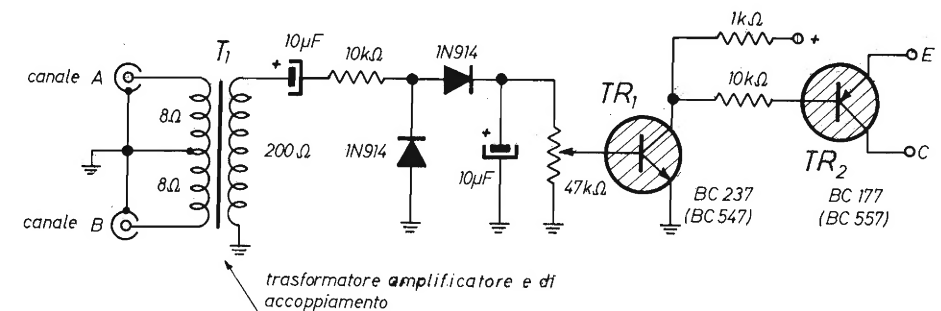 canale A
8Ω
8Ω
canale B
T1
200Ω
+
10µF
10kΩ
1N914
1N914
+
10µF
47kΩ
TR1
BC 237
(BC 547)
1kΩ
+
10kΩ
TR2
BC 177
(BC 557)
E
C
trasformatore amplificatore e di
accoppiamento